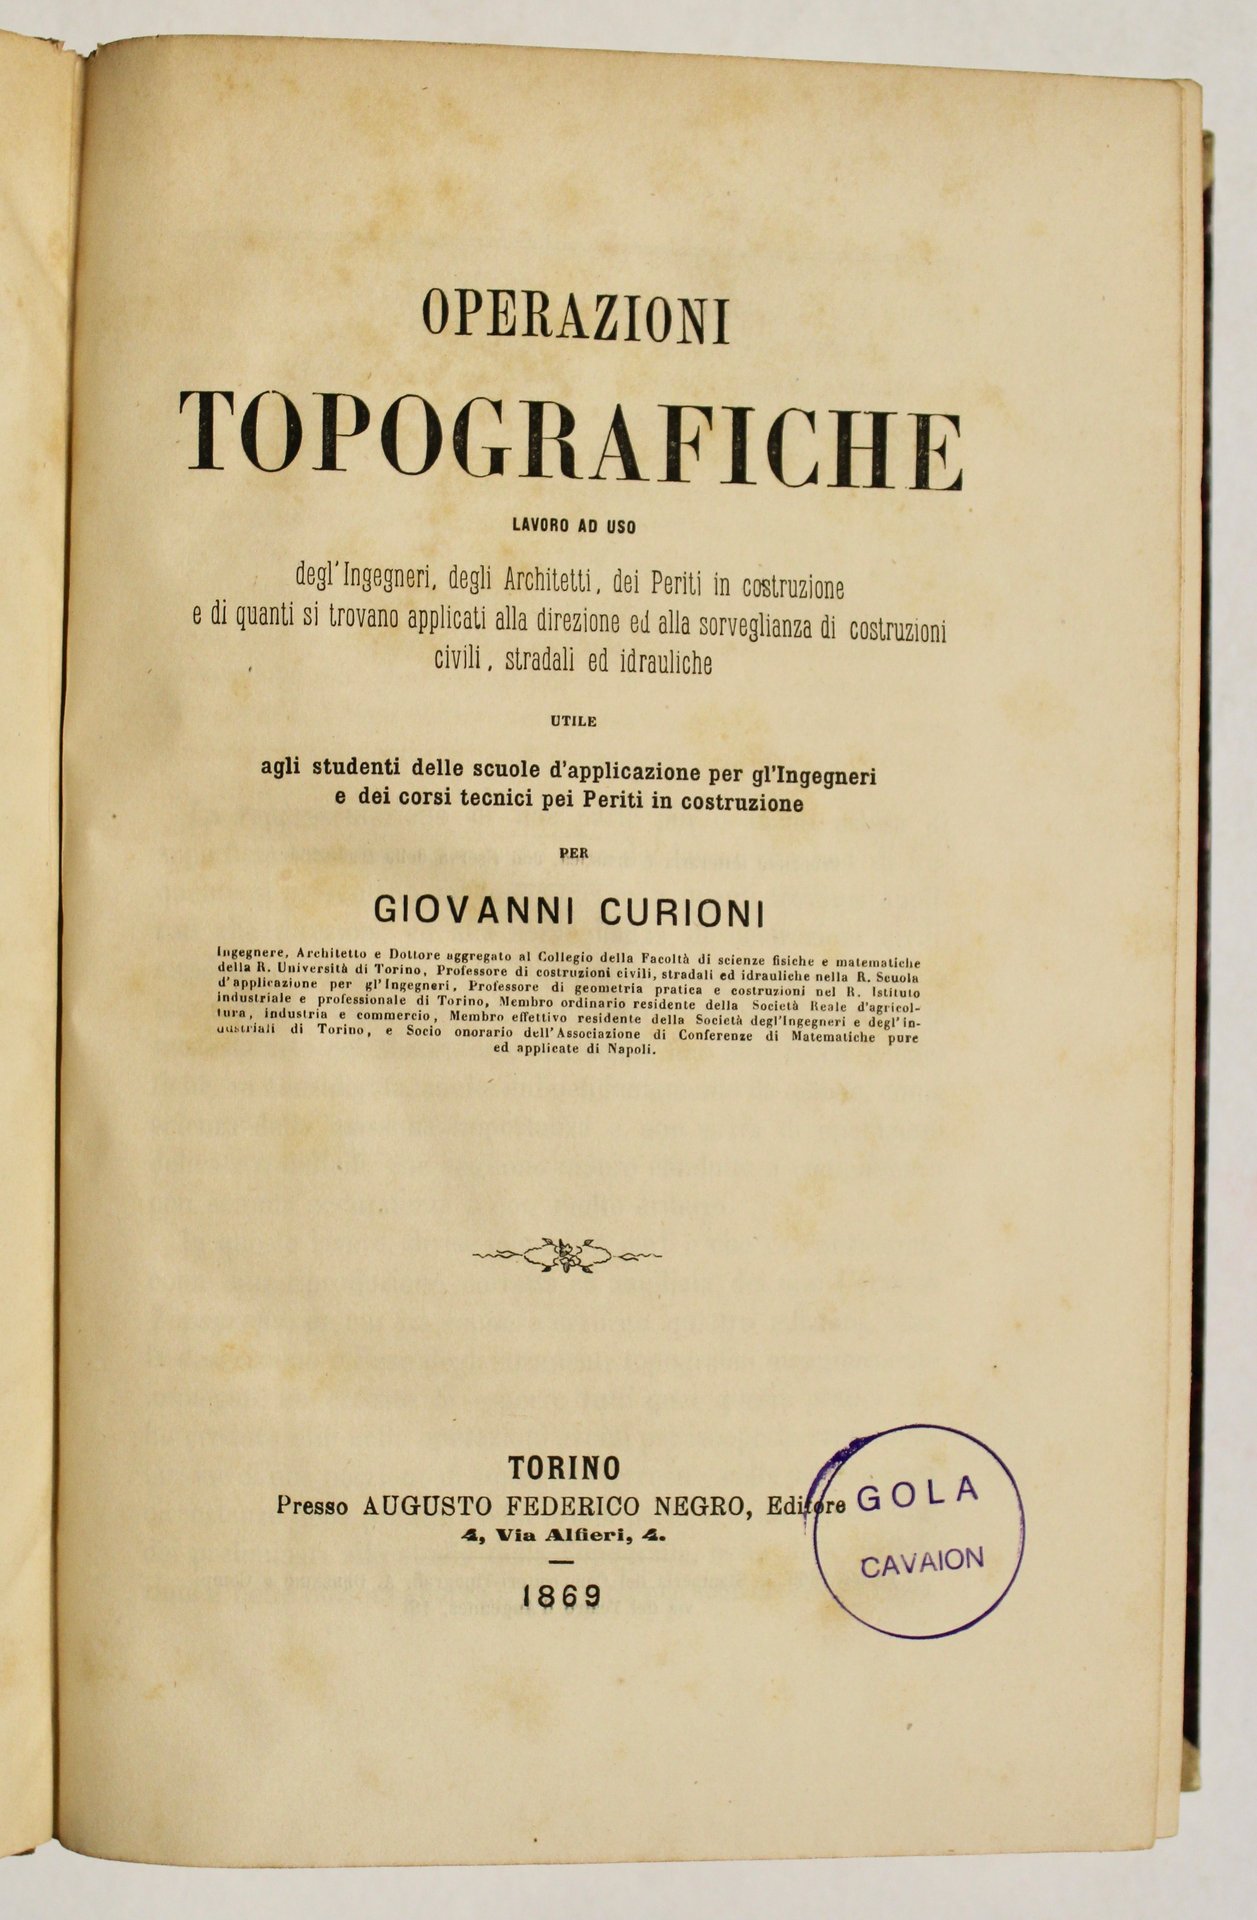 OPERAZIONI
TOPOGRAFICHE
LAVORO AD USO
degl'Ingegneri, degli Architetti, dei Periti in costruzione
e di quanti si trovano applicati alla direzione ed alla sorveglianza di costruzioni
civili, stradali ed idrauliche
UTILE
agli studenti delle scuole d'applicazione per gl'Ingegneri
e dei corsi tecnici pei Periti in costruzione
PER
GIOVANNI CURIONI
Ingegnere, Architetto e Dottore aggregato al Collegio della Facoltà di scienze fisiche e matematiche
della R. Università di Torino, Professore di costruzioni civili, stradali ed idrauliche nella R. Scuola
d'applicazione per gl'Ingegneri, Professore di geometria pratica e costruzioni nel R. Istituto
industriale e professionale di Torino, Membro ordinario residente della Società Reale d'agricol-
tura, industria e commercio, Membro effettivo residente della Società degl'Ingegneri e degl'in-
dustriali di Torino, e Socio onorario dell'Associazione di Conferenze di Matematiche pure
ed applicate di Napoli.
TORINO
Presso AUGUSTO FEDERICO NEGRO, Editore
4, Via Alfieri, 4.
1869
GOLA
CAVAION